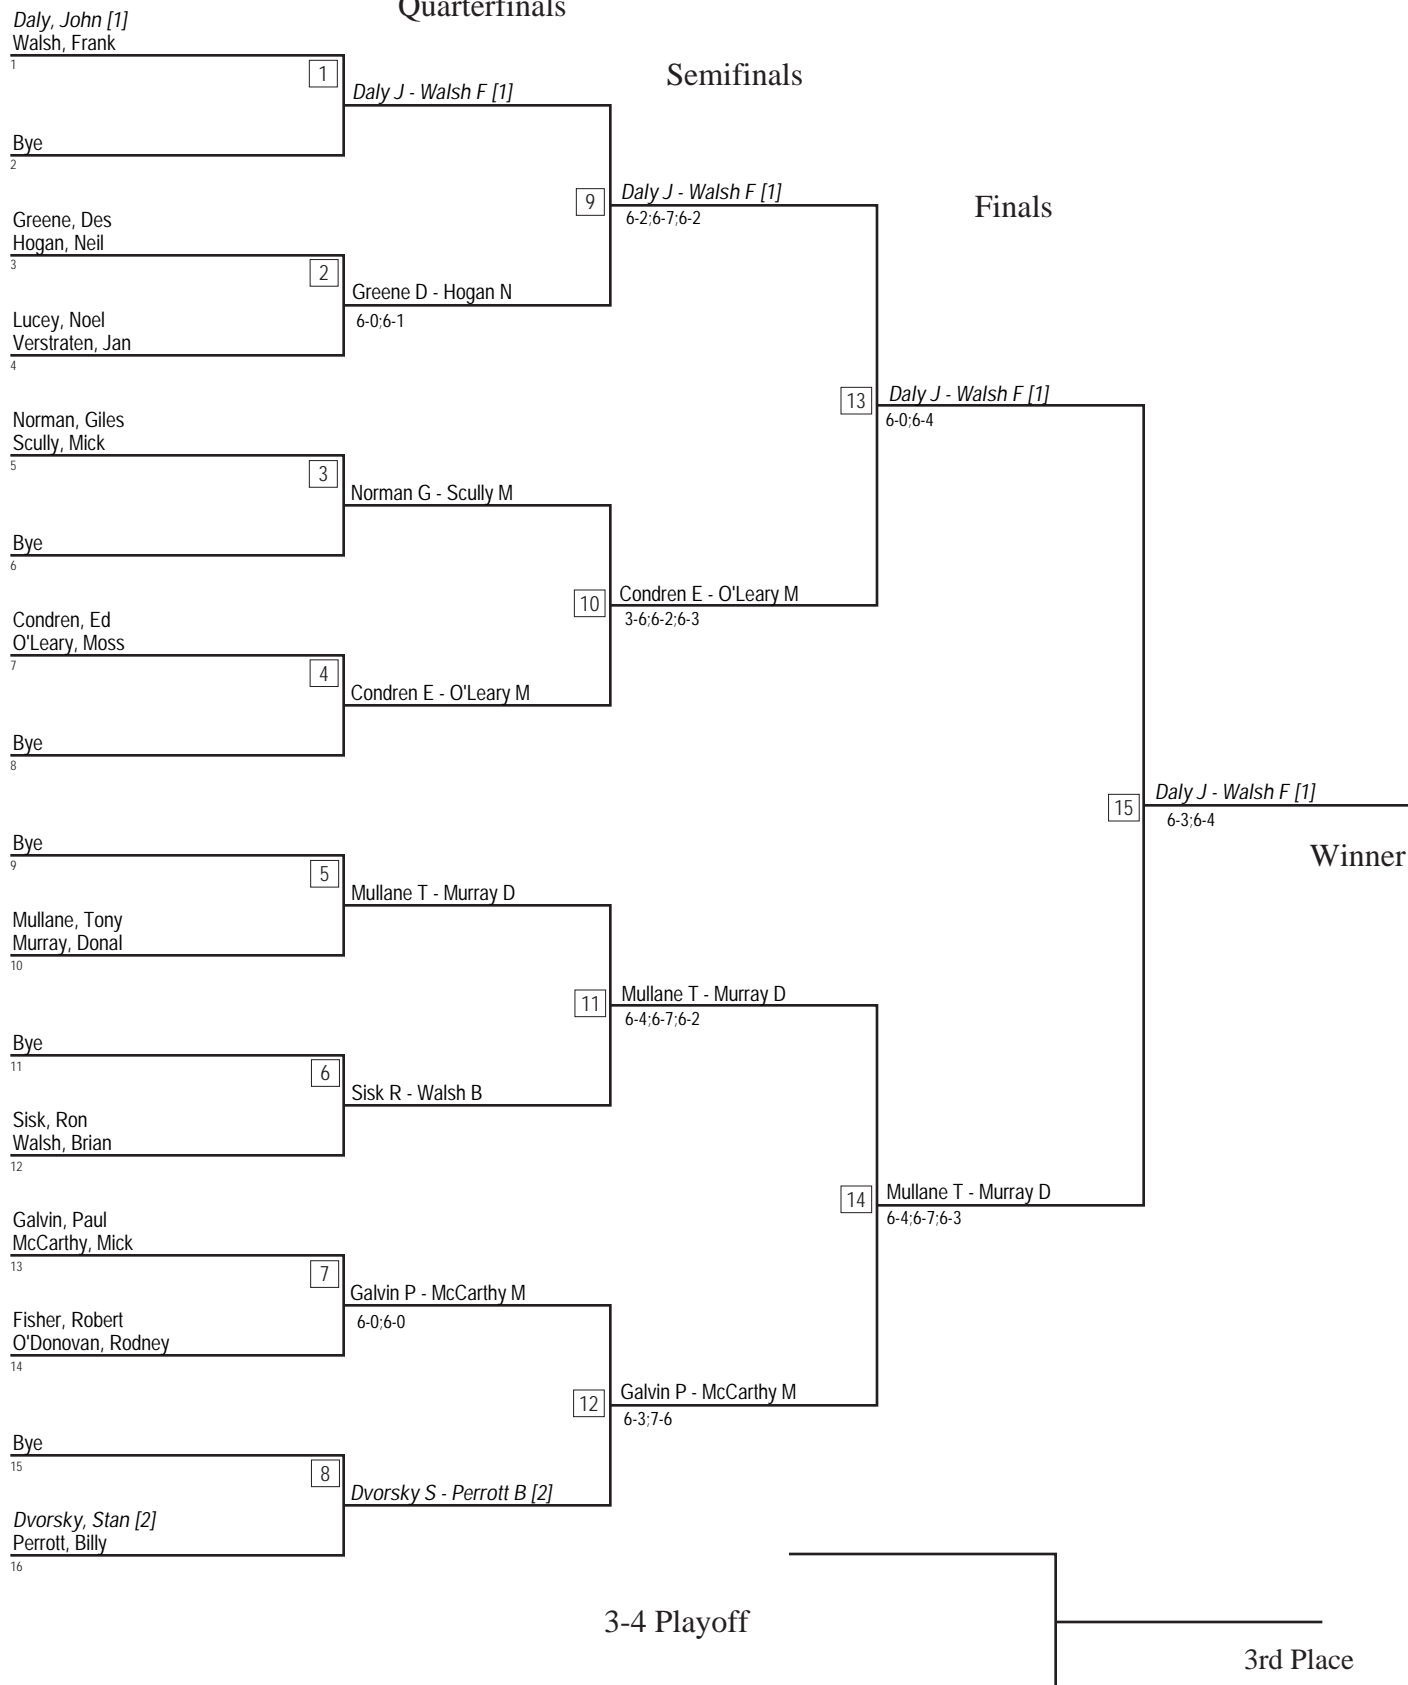 Quarterfinals
Daly, John [1]
Walsh, Frank
1
1
Daly J - Walsh F [1]
Semifinals
Bye
2
9
Daly J - Walsh F [1]
6-2;6-7;6-2
Finals
Greene, Des
Hogan, Neil
3
2
Greene D - Hogan N
6-0;6-1
Lucey, Noel
Verstraten, Jan
4
13
Daly J - Walsh F [1]
6-0;6-4
Norman, Giles
Scully, Mick
5
3
Norman G - Scully M
Bye
6
10
Condren E - O'Leary M
3-6;6-2;6-3
Condren, Ed
O'Leary, Moss
7
4
Condren E - O'Leary M
Bye
8
15
Daly J - Walsh F [1]
6-3;6-4
Winner
Bye
9
5
Mullane T - Murray D
Mullane, Tony
Murray, Donal
10
11
Mullane T - Murray D
6-4;6-7;6-2
Bye
11
6
Sisk R - Walsh B
Sisk, Ron
Walsh, Brian
12
14
Mullane T - Murray D
6-4;6-7;6-3
Galvin, Paul
McCarthy, Mick
13
7
Galvin P - McCarthy M
6-0;6-0
Fisher, Robert
O'Donovan, Rodney
14
12
Galvin P - McCarthy M
6-3;7-6
Bye
15
8
Dvorsky S - Perrott B [2]
Dvorsky, Stan [2]
Perrott, Billy
16
3-4 Playoff
3rd Place